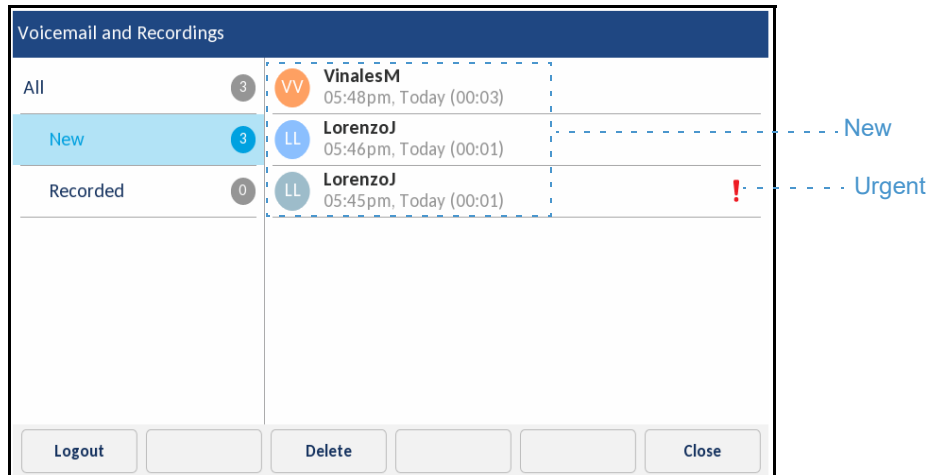 Voicemail and Recordings
All 3
New 3
Recorded 0
VV VinalesM
05:48pm, Today (00:03)
LL LorenzoJ
05:46pm, Today (00:01)
LL LorenzoJ
05:45pm, Today (00:01)
!
New
Urgent
Logout
Delete
Close